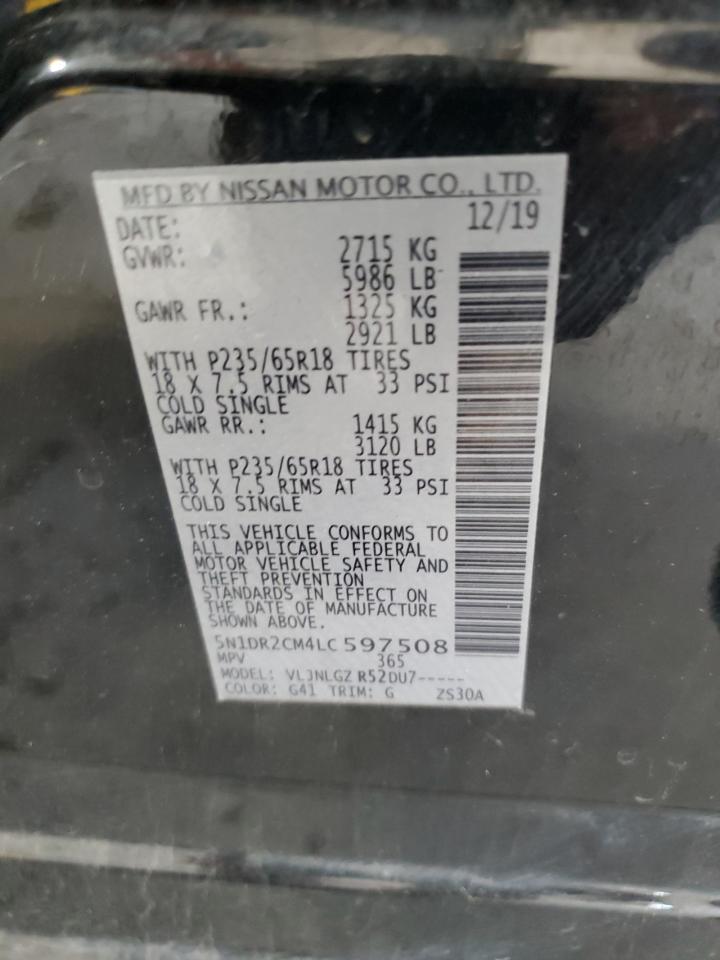 MFD BY NISSAN MOTOR CO., LTD.
DATE: 12/19
GVWR: 2715 KG
5986 LB
GAWR FR.: 1325 KG
2921 LB
WITH P235/65R18 TIRES
18 X 7.5 RIMS AT 33 PSI
COLD SINGLE
GAWR RR.: 1415 KG
3120 LB
WITH P235/65R18 TIRES
18 X 7.5 RIMS AT 33 PSI
COLD SINGLE
THIS VEHICLE CONFORMS TO
ALL APPLICABLE FEDERAL
MOTOR VEHICLE SAFETY AND
THEFT PREVENTION
STANDARDS IN EFFECT ON
THE DATE OF MANUFACTURE
SHOWN ABOVE.
5N1DR2CM4LC597508
MPV 365
MODEL: VLJNLGZ R52DU7-----
COLOR: G41 TRIM: G ZS30A